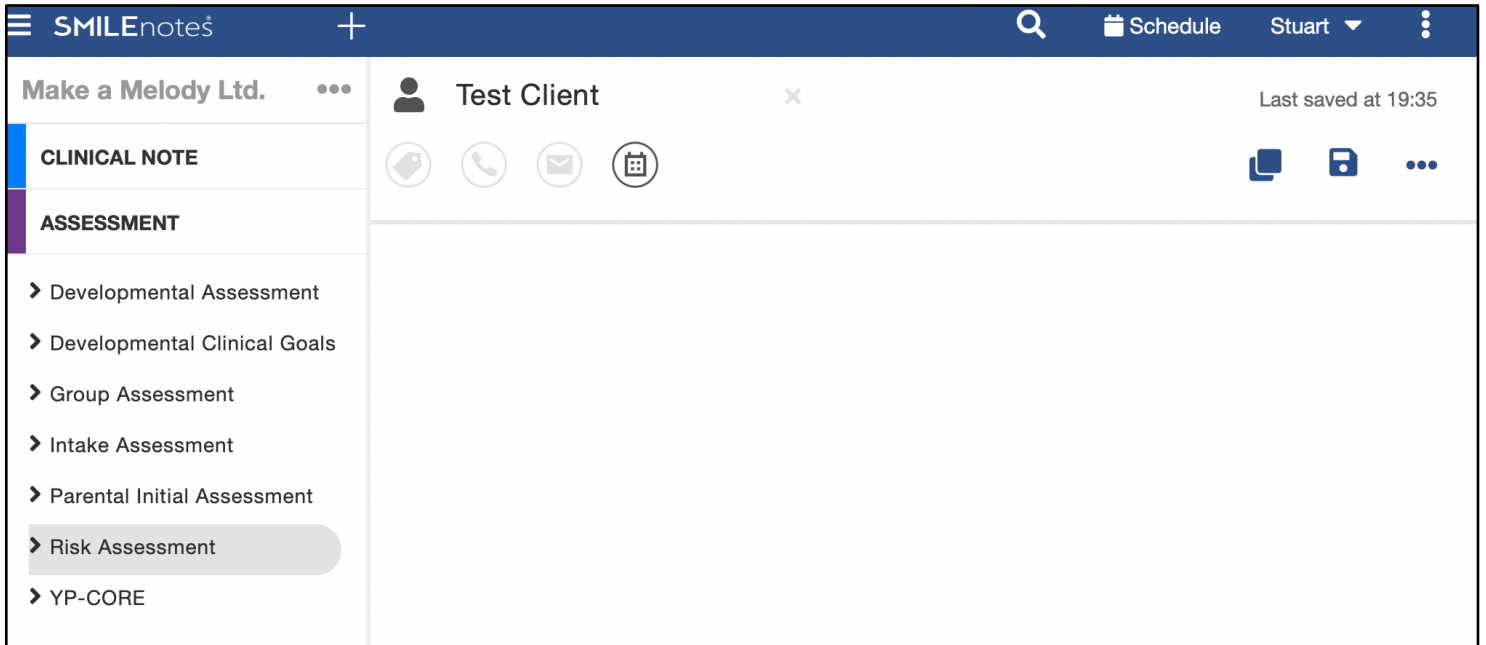 SMILEnotes
Schedule
Stuart
Make a Melody Ltd.
Test Client
Last saved at 19:35
CLINICAL NOTE
ASSESSMENT
Developmental Assessment
Developmental Clinical Goals
Group Assessment
Intake Assessment
Parental Initial Assessment
Risk Assessment
YP-CORE